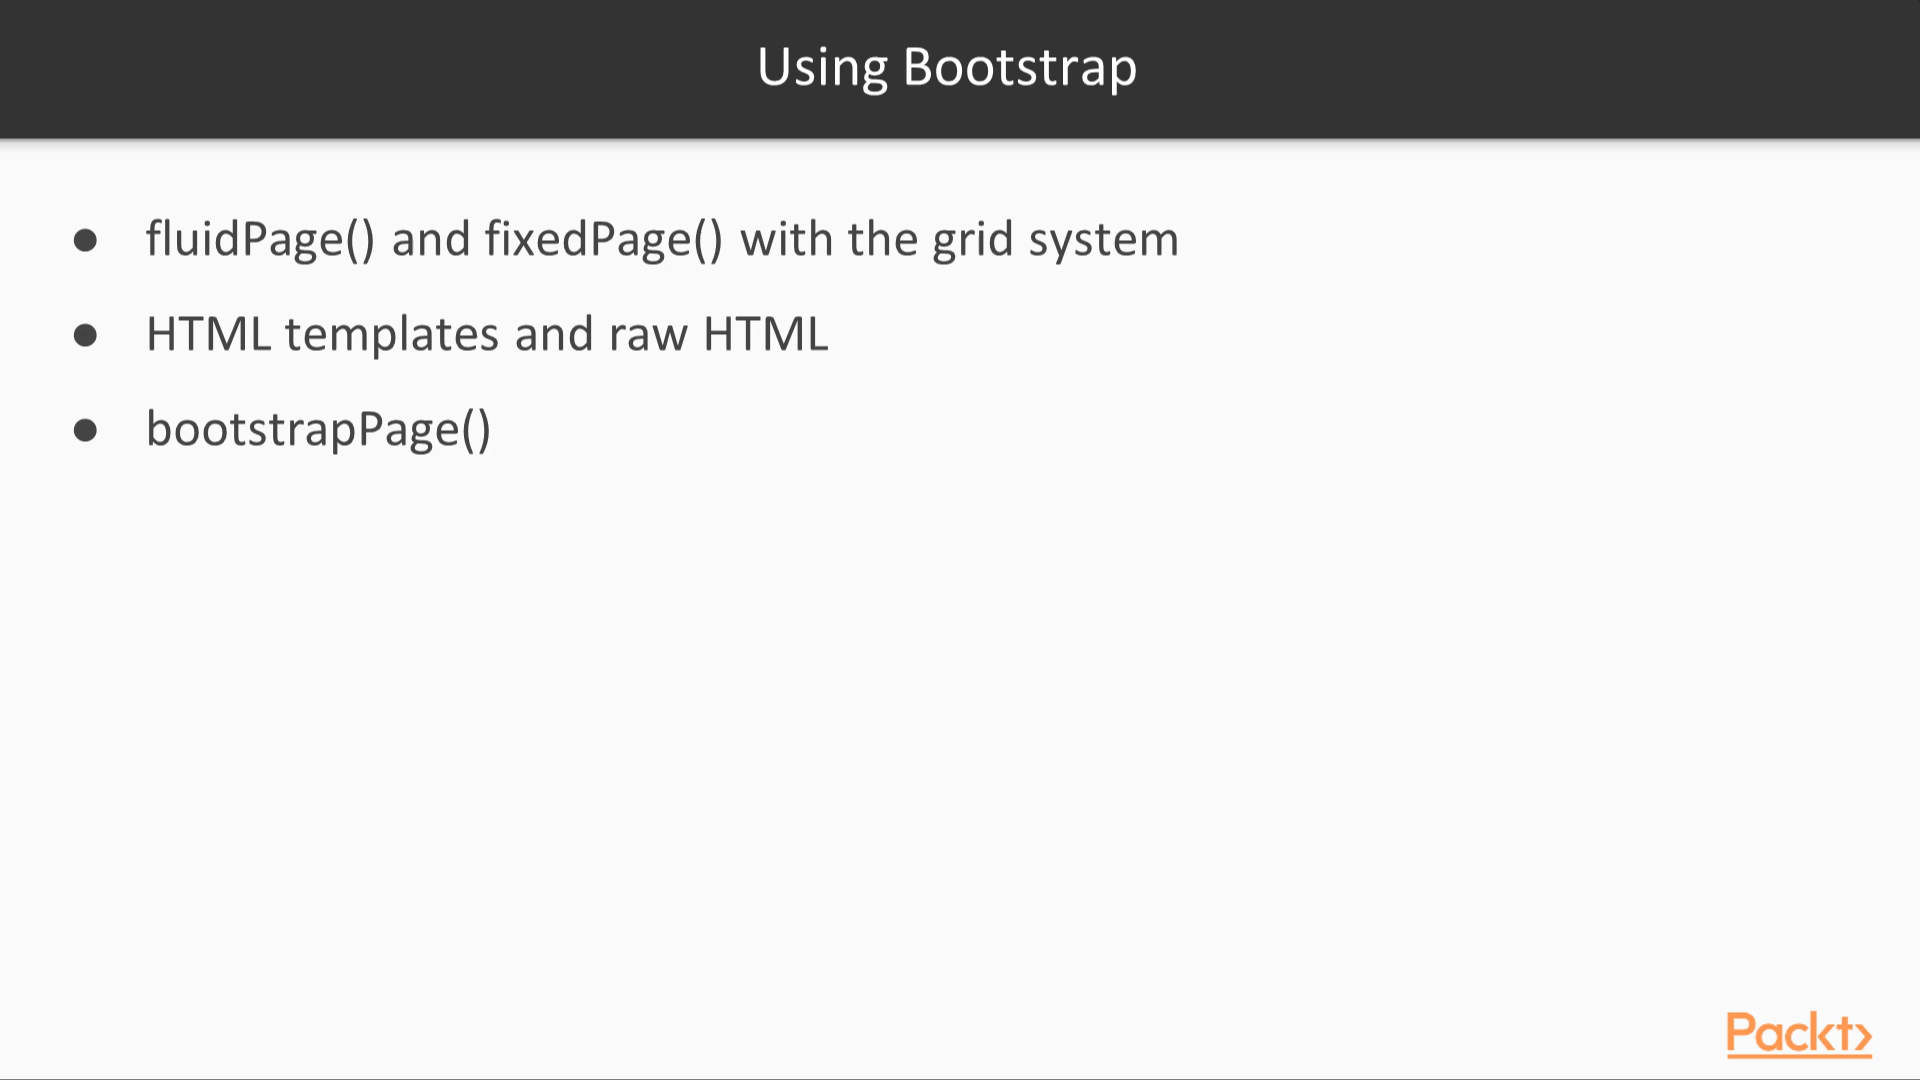 Using Bootstrap
● fluidPage() and fixedPage() with the grid system
● HTML templates and raw HTML
● bootstrapPage()
Packt>